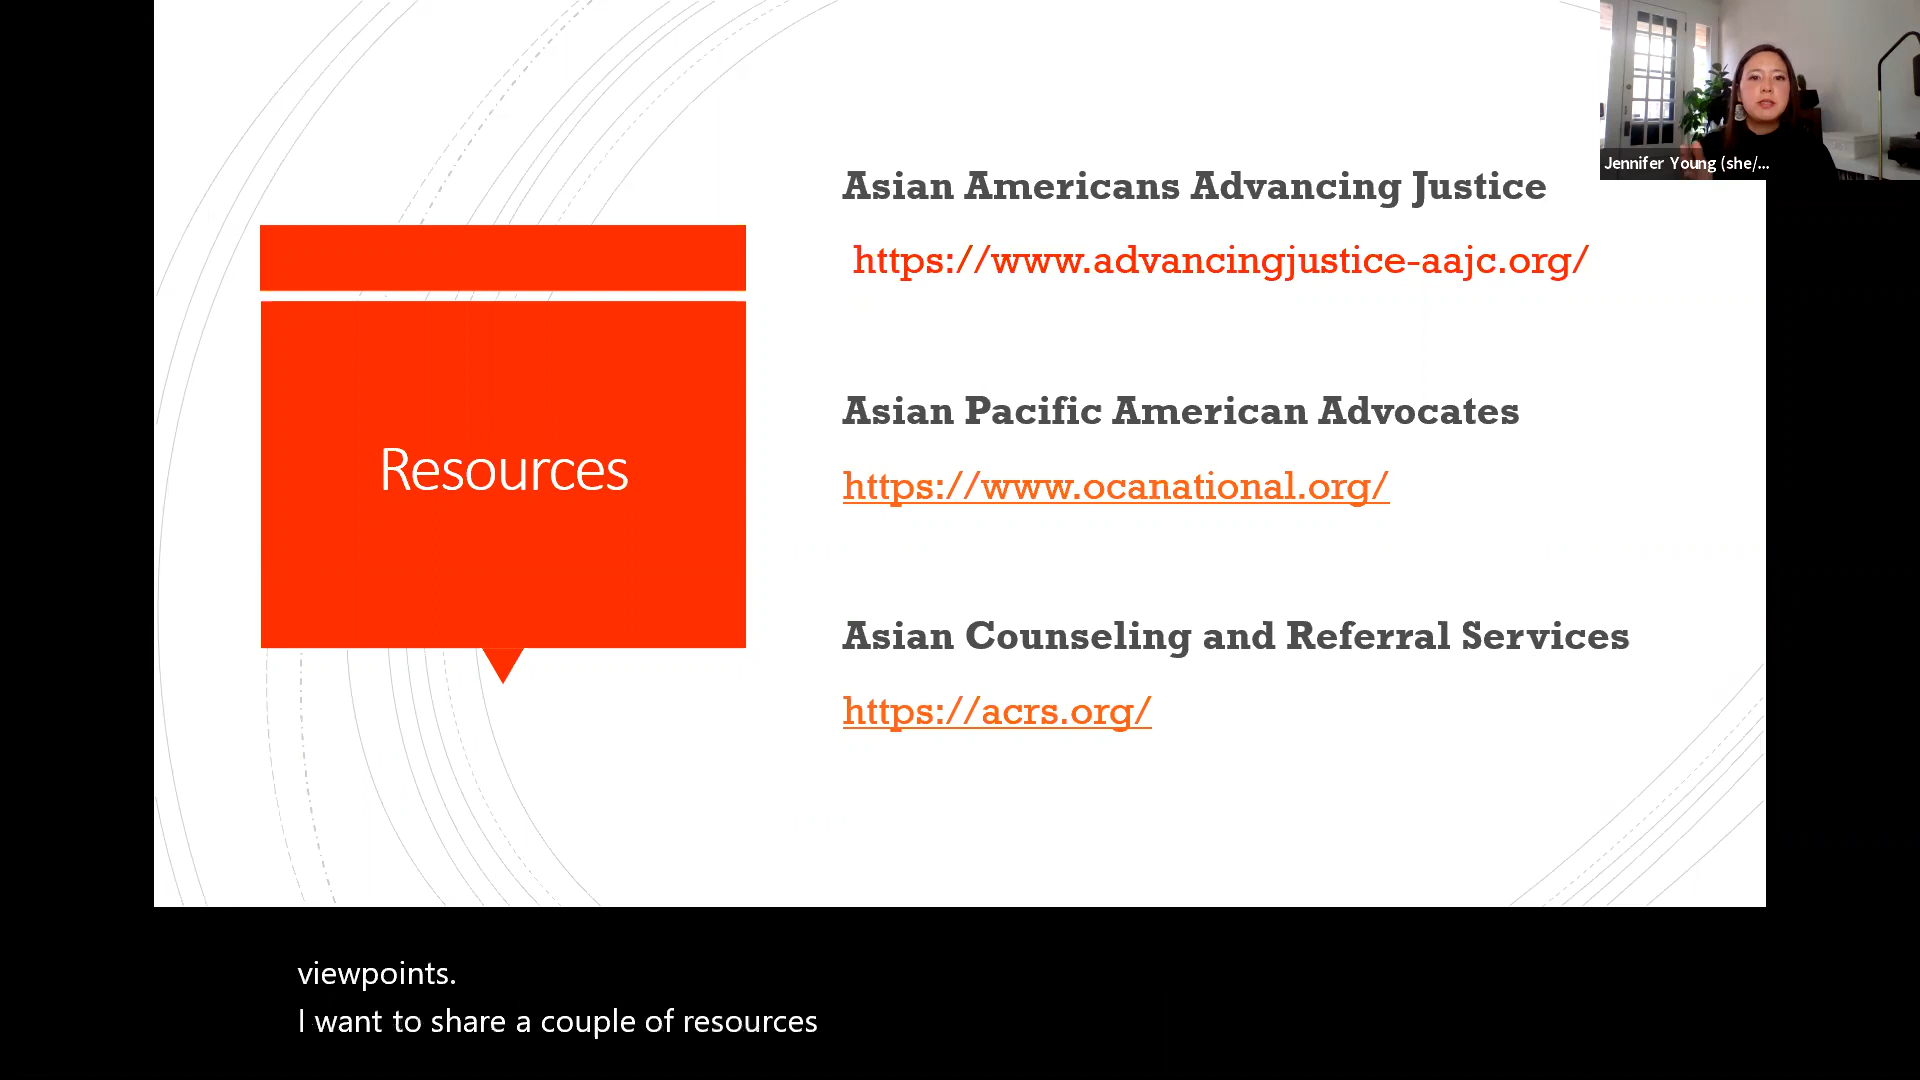 Jennifer Young (she/...
Asian Americans Advancing Justice
https://www.advancingjustice-aajc.org/
Resources
Asian Pacific American Advocates
https://www.ocanational.org/
Asian Counseling and Referral Services
https://acrs.org/
viewpoints.
I want to share a couple of resources